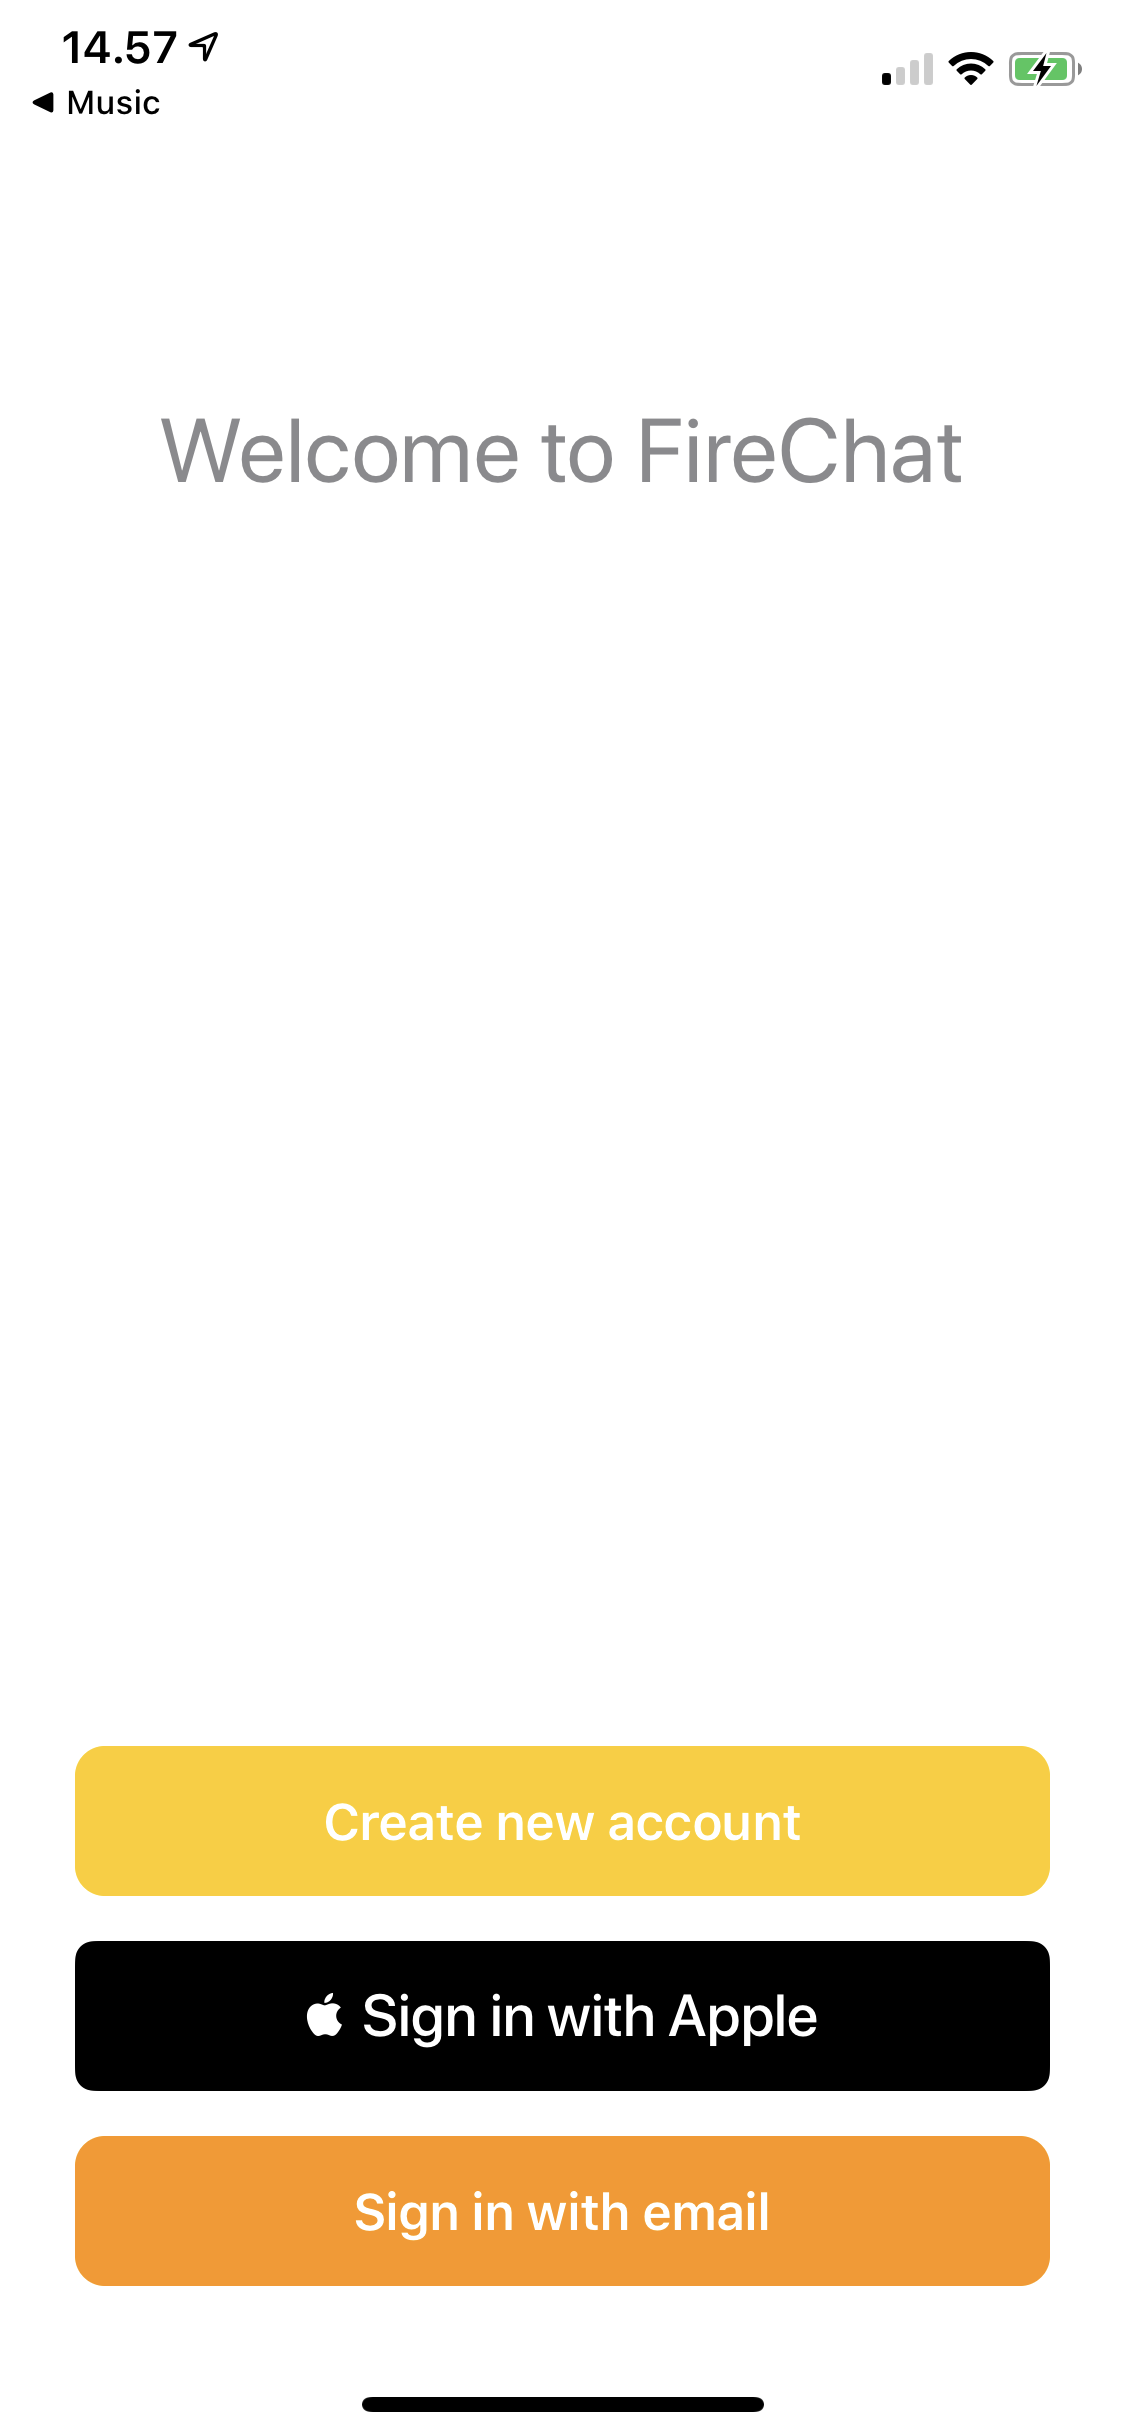 14.57
Music
Welcome to FireChat
Create new account
Sign in with Apple
Sign in with email